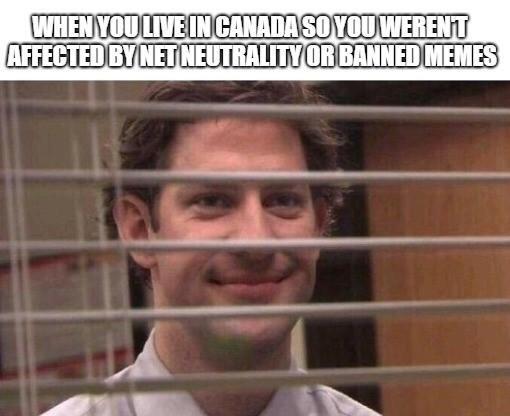 WHEN YOU LIVE IN CANADA SO YOU WEREN'T
AFFECTED BY NET NEUTRALITY OR BANNED MEMES